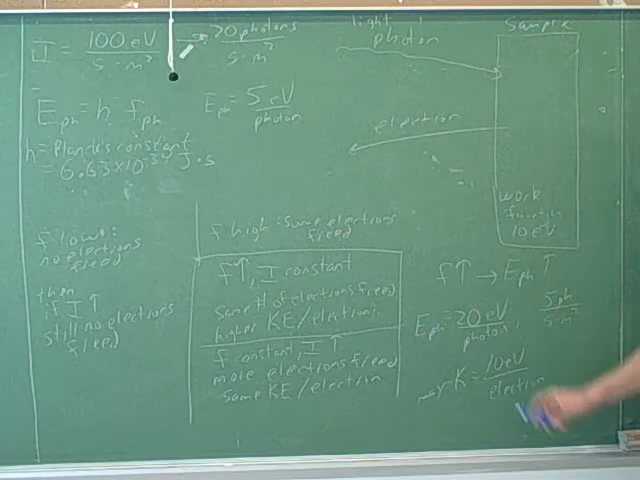 I = 100 eV / s · m² → 20 photons / s · m²
light
photon
Sample
E_ph = h f_ph
E_ph = 5 eV / photon
h = Planck's constant
= 6.63 × 10^-34 J · s
electron
work
function
10 eV
f low:
no electrons
freed
then
if I ↑
still no electrons
freed
f high: some electrons
freed
f↑, I constant
same # of electrons freed
higher KE/electron
f constant, I ↑
more electrons freed
same KE/electron
f↑ → E_ph ↑
E_ph = 20 eV / photon, 5 ph / s · m²
max K = 10 eV / electron